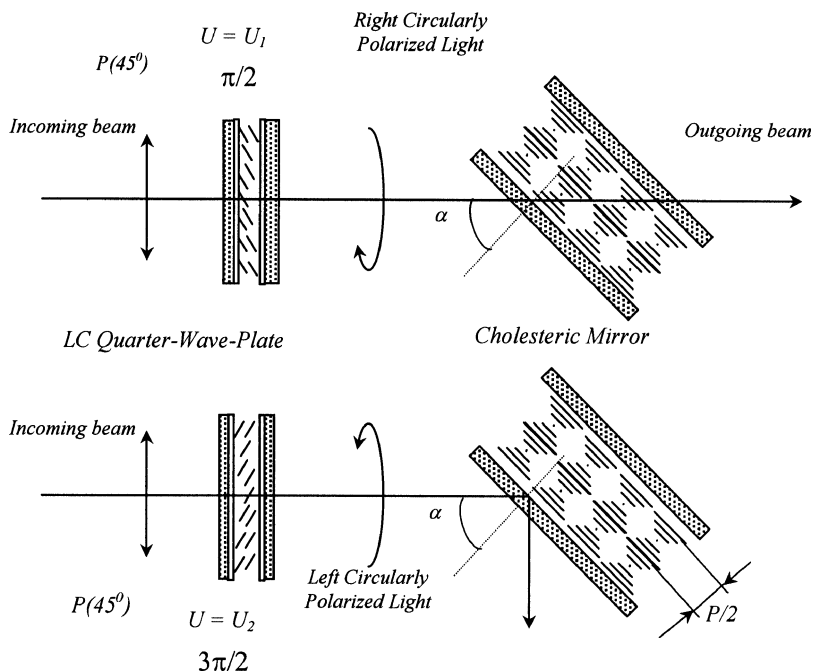 Right Circularly
Polarized Light
U = U1
P(45⁰)
π/2
Incoming beam
Outgoing beam
α
LC Quarter-Wave-Plate
Cholesteric Mirror
Incoming beam
α
Left Circularly
Polarized Light
P(45⁰)
U = U2
P/2
3π/2